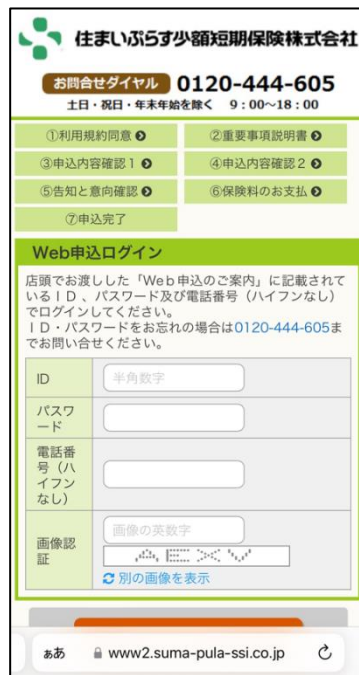 住まいぷらす少額短期保険株式会社
お問合せダイヤル 0120-444-605
土日・祝日・年末年始を除く 9:00〜18:00
①利用規約同意
②重要事項説明書
③申込内容確認1
④申込内容確認2
⑤告知と意向確認
⑥保険料のお支払
⑦申込完了
Web申込ログイン
店頭でお渡しした「Web申込のご案内」に記載されて
いるID、パスワード及び電話番号(ハイフンなし)
でログインしてください。
ID・パスワードをお忘れの場合は0120-444-605ま
でお問い合せください。
ID
半角数字
パスワ
ード
電話番
号(ハ
イフン
なし)
画像認
証
画像の英数字
AEXV
別の画像を表示
ぁあ
www2.suma-pula-ssi.co.jp